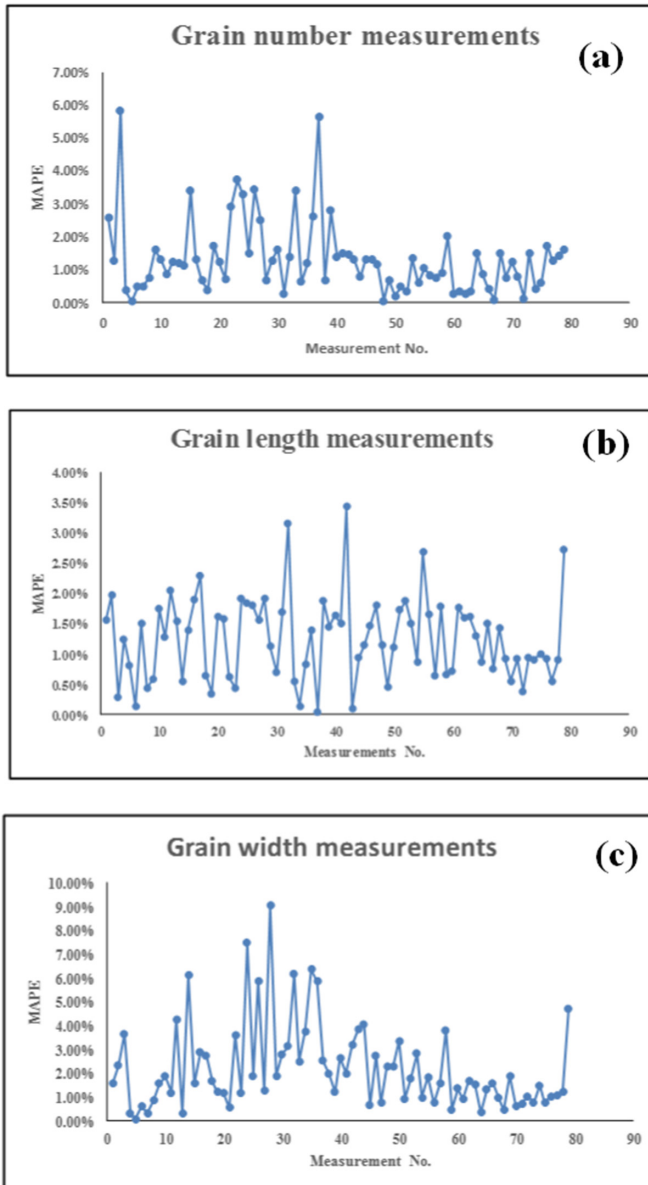 Grain number measurements
(a)
7.00%
6.00%
5.00%
4.00%
3.00%
2.00%
1.00%
0.00%
MAPE
0 10 20 30 40 50 60 70 80 90
Measurement No.
Grain length measurements
(b)
4.00%
3.50%
3.00%
2.50%
2.00%
1.50%
1.00%
0.50%
0.00%
MAPE
0 10 20 30 40 50 60 70 80 90
Measurements No.
Grain width measurements
(c)
10.00%
9.00%
8.00%
7.00%
6.00%
5.00%
4.00%
3.00%
2.00%
1.00%
0.00%
MAPE
0 10 20 30 40 50 60 70 80 90
Measurement No.